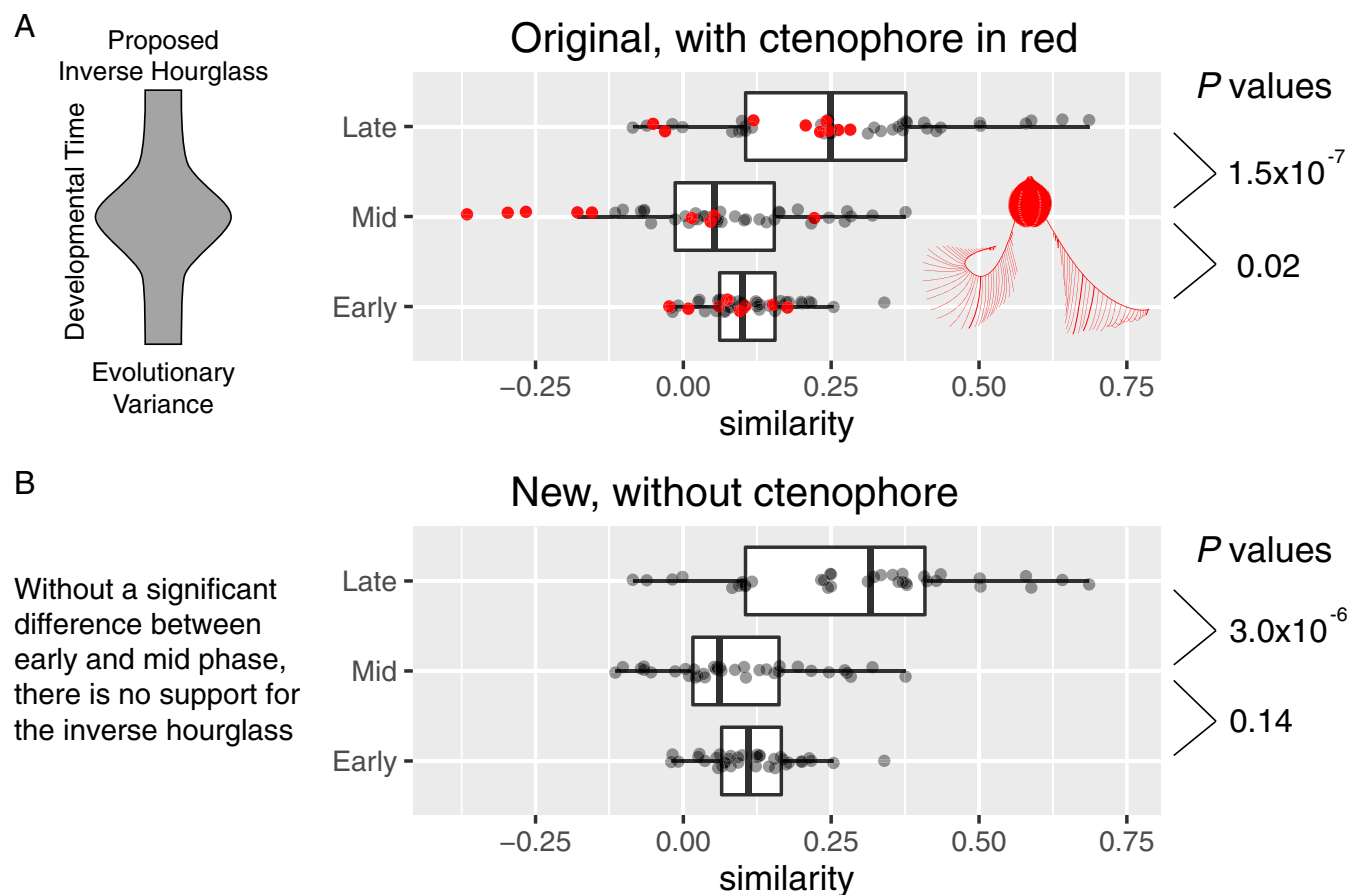 A
Proposed
Inverse Hourglass
Developmental Time
Evolutionary
Variance
Original, with ctenophore in red
Late
Mid
Early
−0.25 0.00 0.25 0.50 0.75
similarity
P values
1.5x10⁻⁷
0.02
B
Without a significant
difference between
early and mid phase,
there is no support for
the inverse hourglass
New, without ctenophore
Late
Mid
Early
−0.25 0.00 0.25 0.50 0.75
similarity
P values
3.0x10⁻⁶
0.14